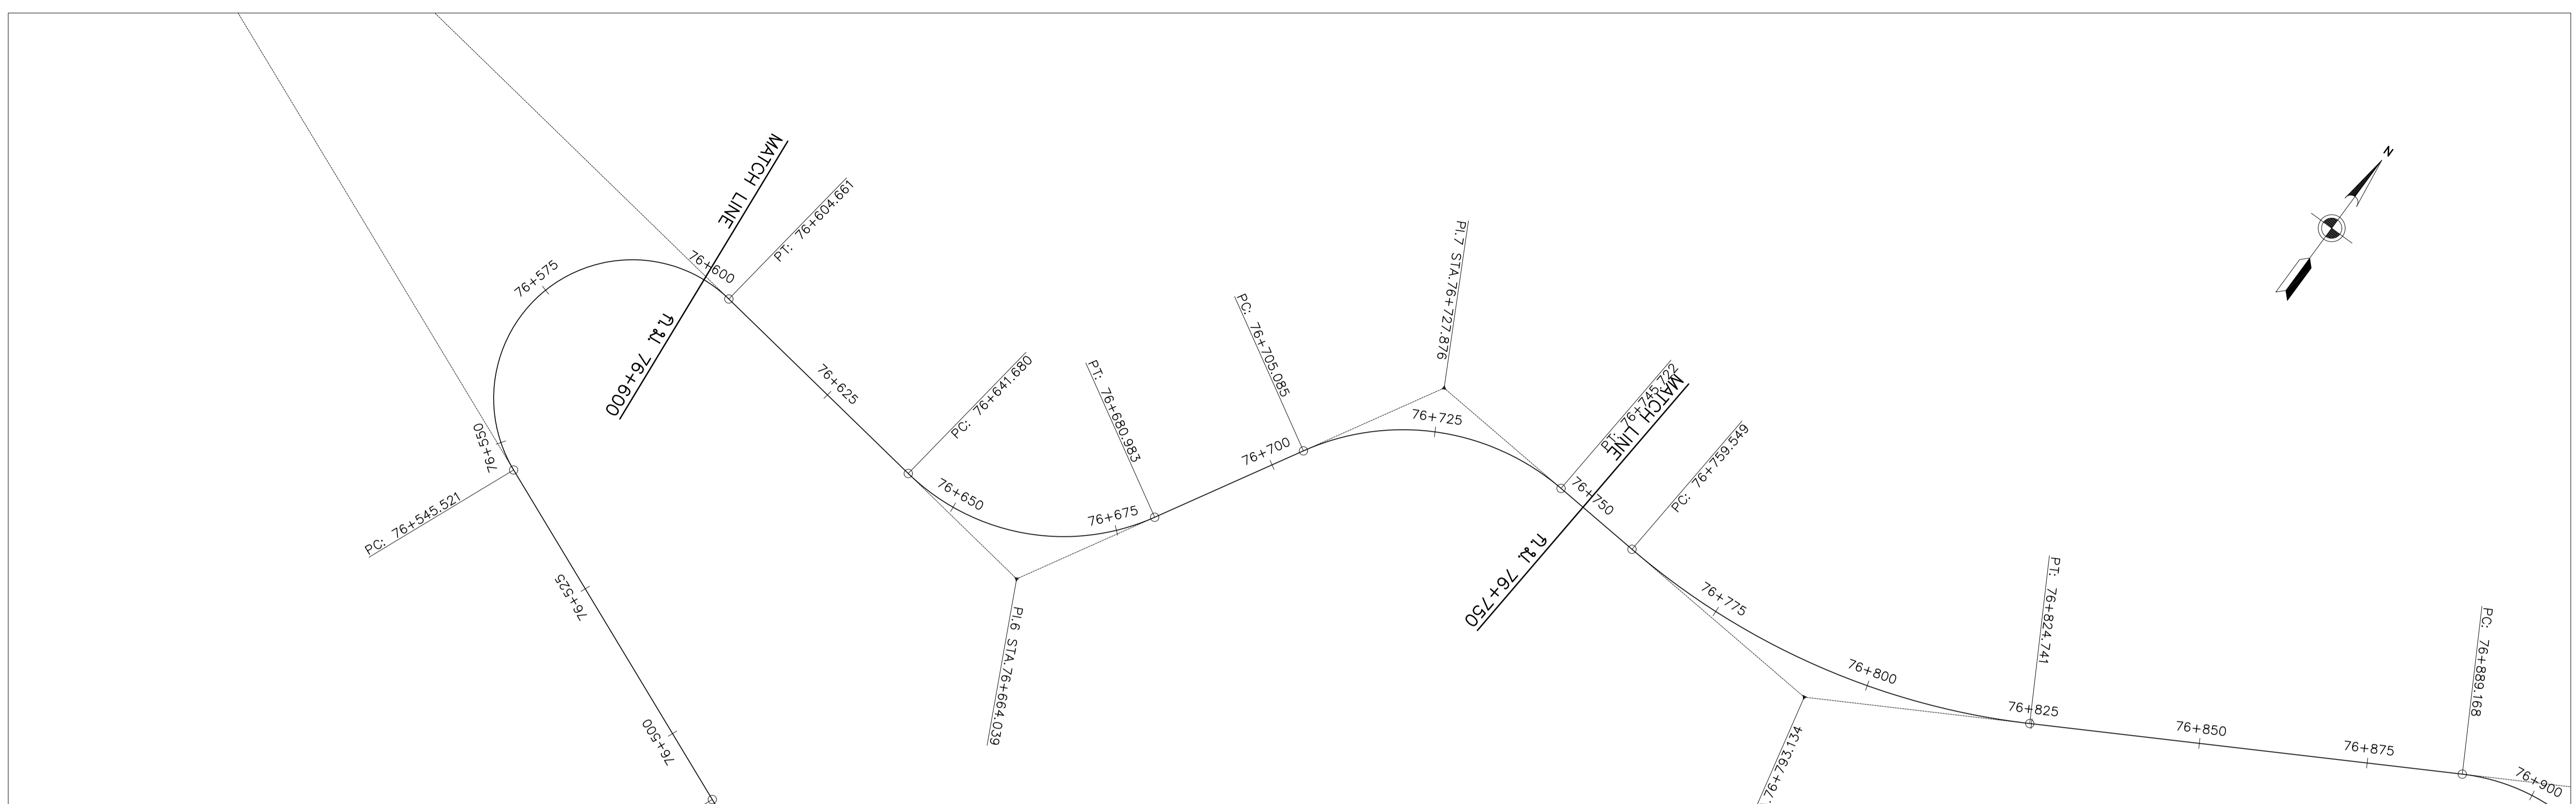 76+500
76+525
PC: 76+545.521
76+550
76+575
76+600
MATCH LINE
ก.ม. 76+600
PT: 76+604.661
76+625
PC: 76+641.680
76+650
PI.6 STA.76+664.039
76+675
PT: 76+680.983
76+700
PC: 76+705.085
76+725
PI.7 STA.76+727.876
PT: 76+745.722
76+750
MATCH LINE
ก.ม. 76+750
PC: 76+759.549
76+775
.76+793.134
76+800
PT: 76+824.741
76+825
76+850
76+875
PC: 76+889.168
76+900
N